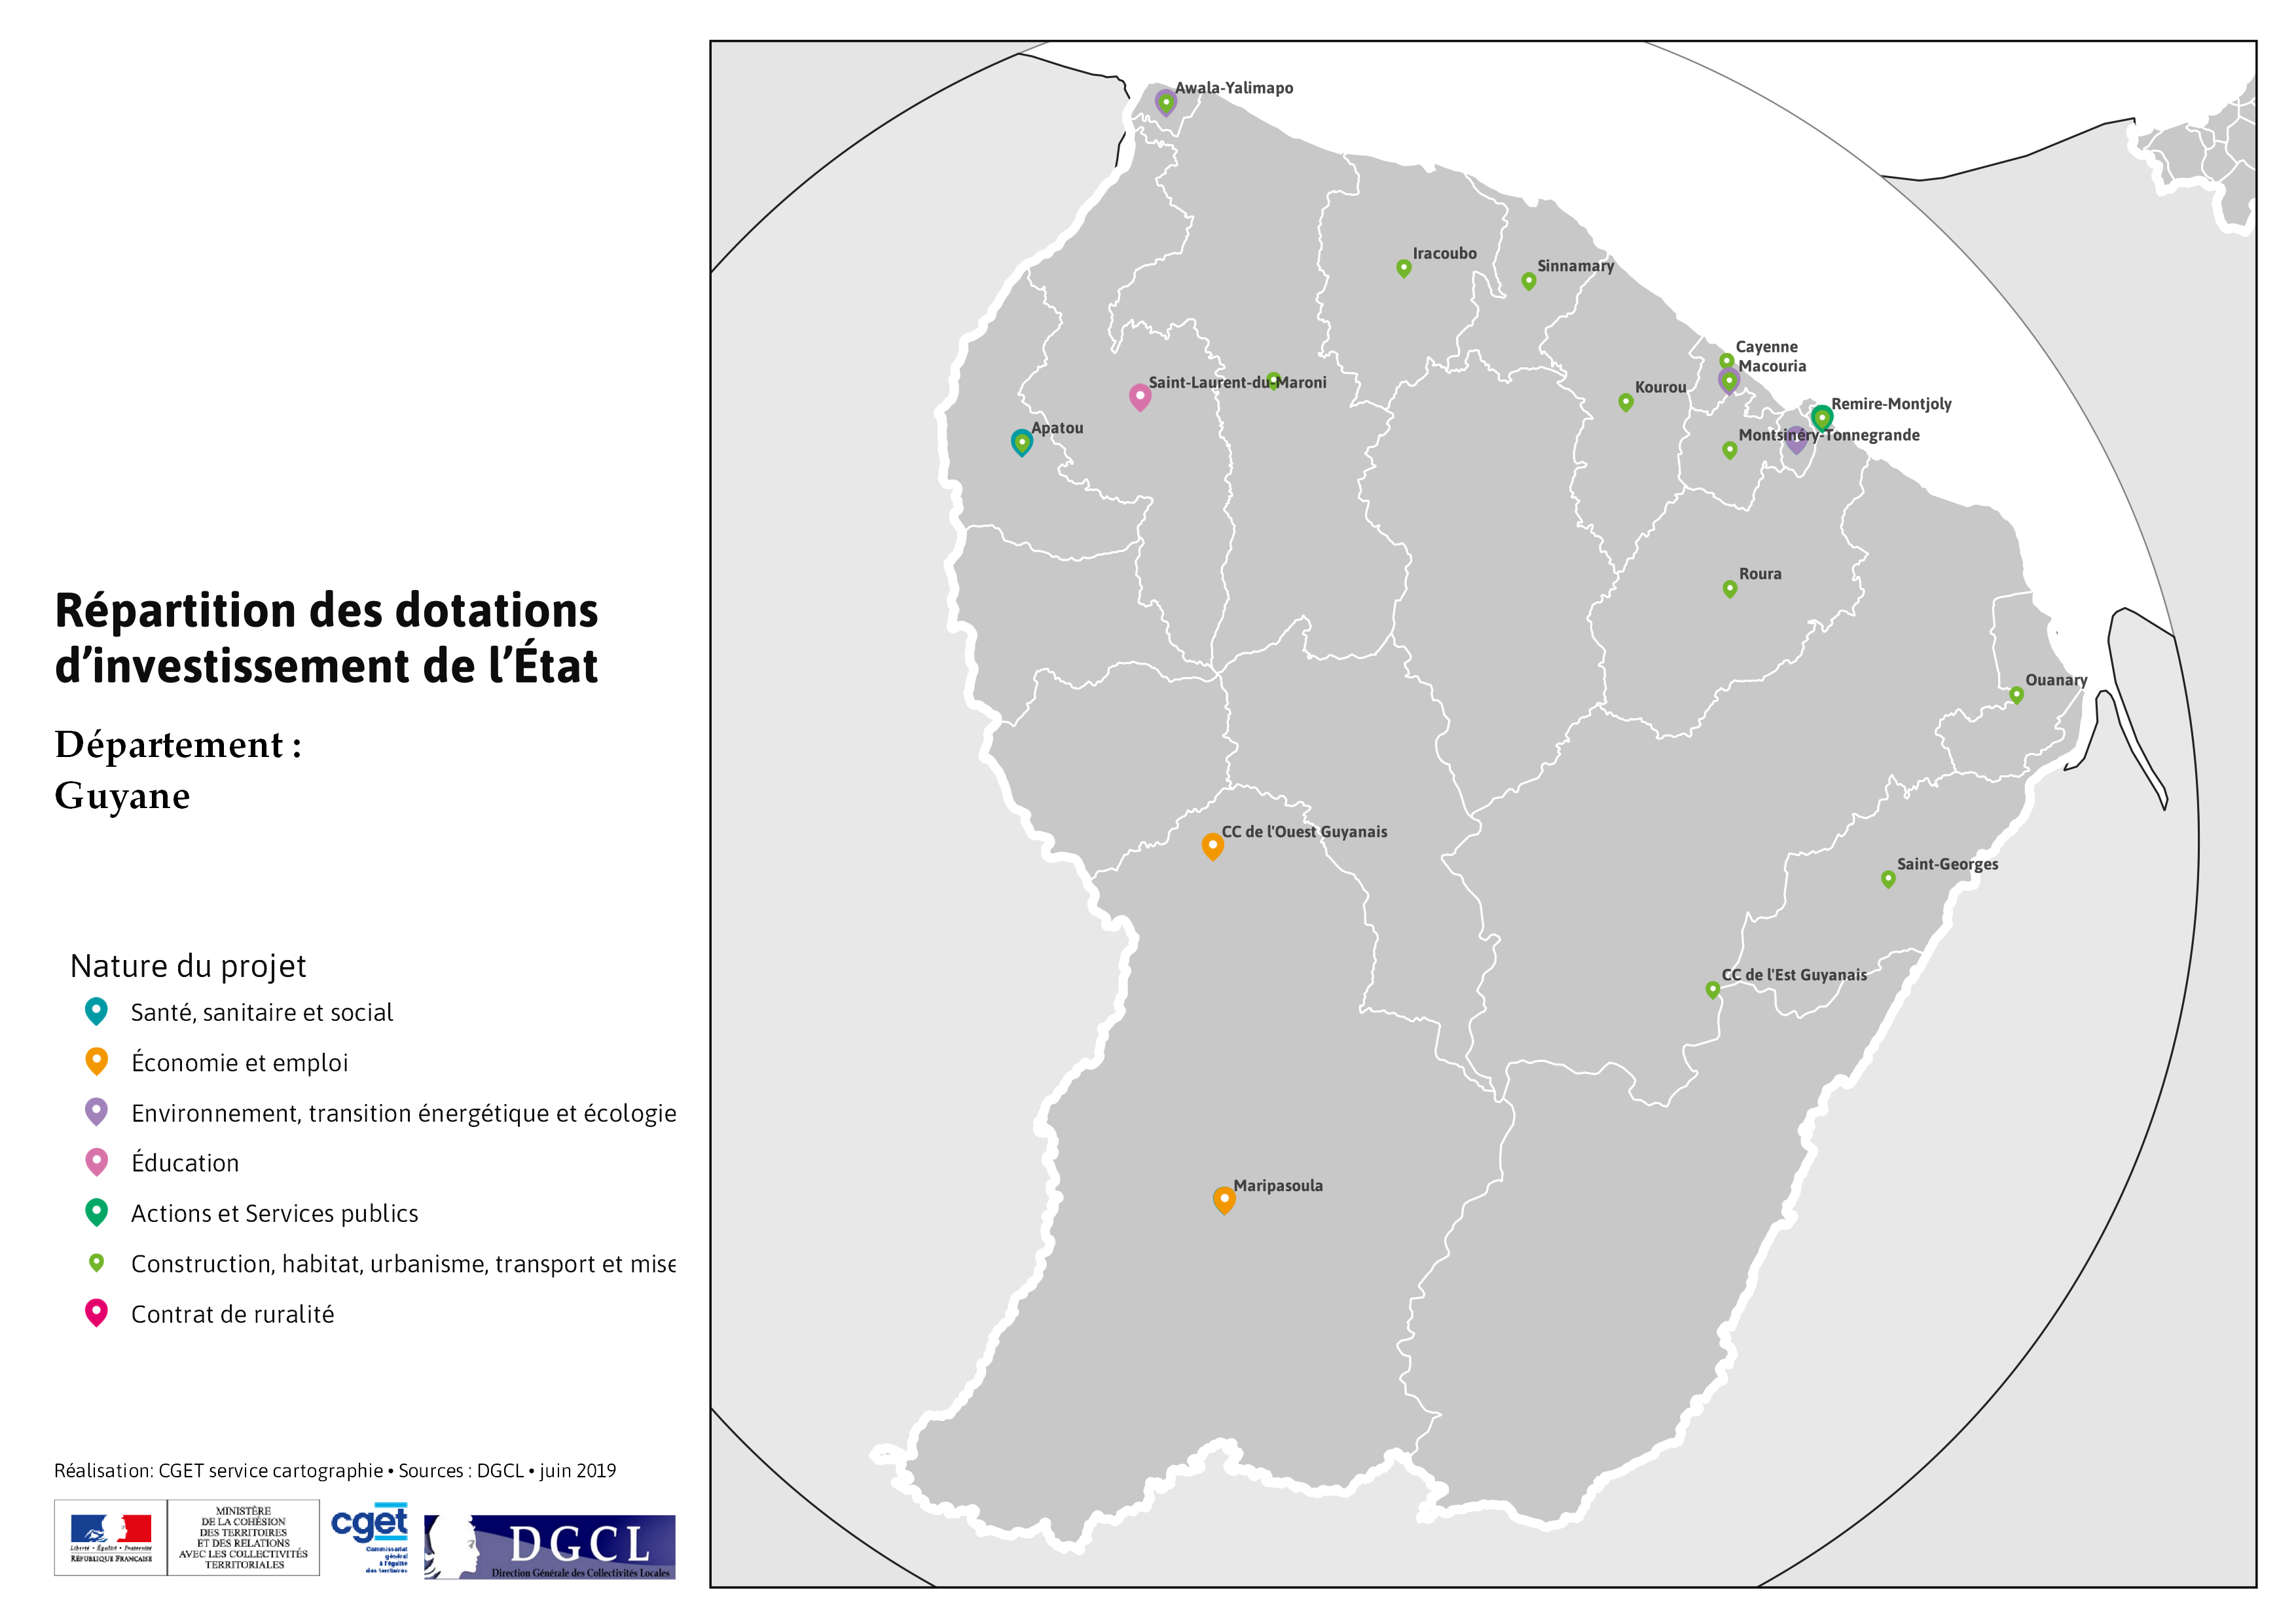 Répartition des dotations
d’investissement de l’État
Département :
Guyane
Nature du projet
Santé, sanitaire et social
Économie et emploi
Environnement, transition énergétique et écologie
Éducation
Actions et Services publics
Construction, habitat, urbanisme, transport et mise
Contrat de ruralité
Réalisation: CGET service cartographie • Sources : DGCL • juin 2019
Liberté • Égalité • Fraternité
RÉPUBLIQUE FRANÇAISE
MINISTÈRE
DE LA COHÉSION
DES TERRITOIRES
ET DES RELATIONS
AVEC LES COLLECTIVITÉS
TERRITORIALES
cget
Commissariat
général
à l'égalité
des territoires
DGCL
Direction Générale des Collectivités Locales
Awala-Yalimapo
Iracoubo
Sinnamary
Cayenne
Macouria
Saint-Laurent-du-Maroni
Kourou
Remire-Montjoly
Apatou
Montsinéry-Tonnegrande
Roura
Ouanary
CC de l'Ouest Guyanais
Saint-Georges
CC de l'Est Guyanais
Maripasoula